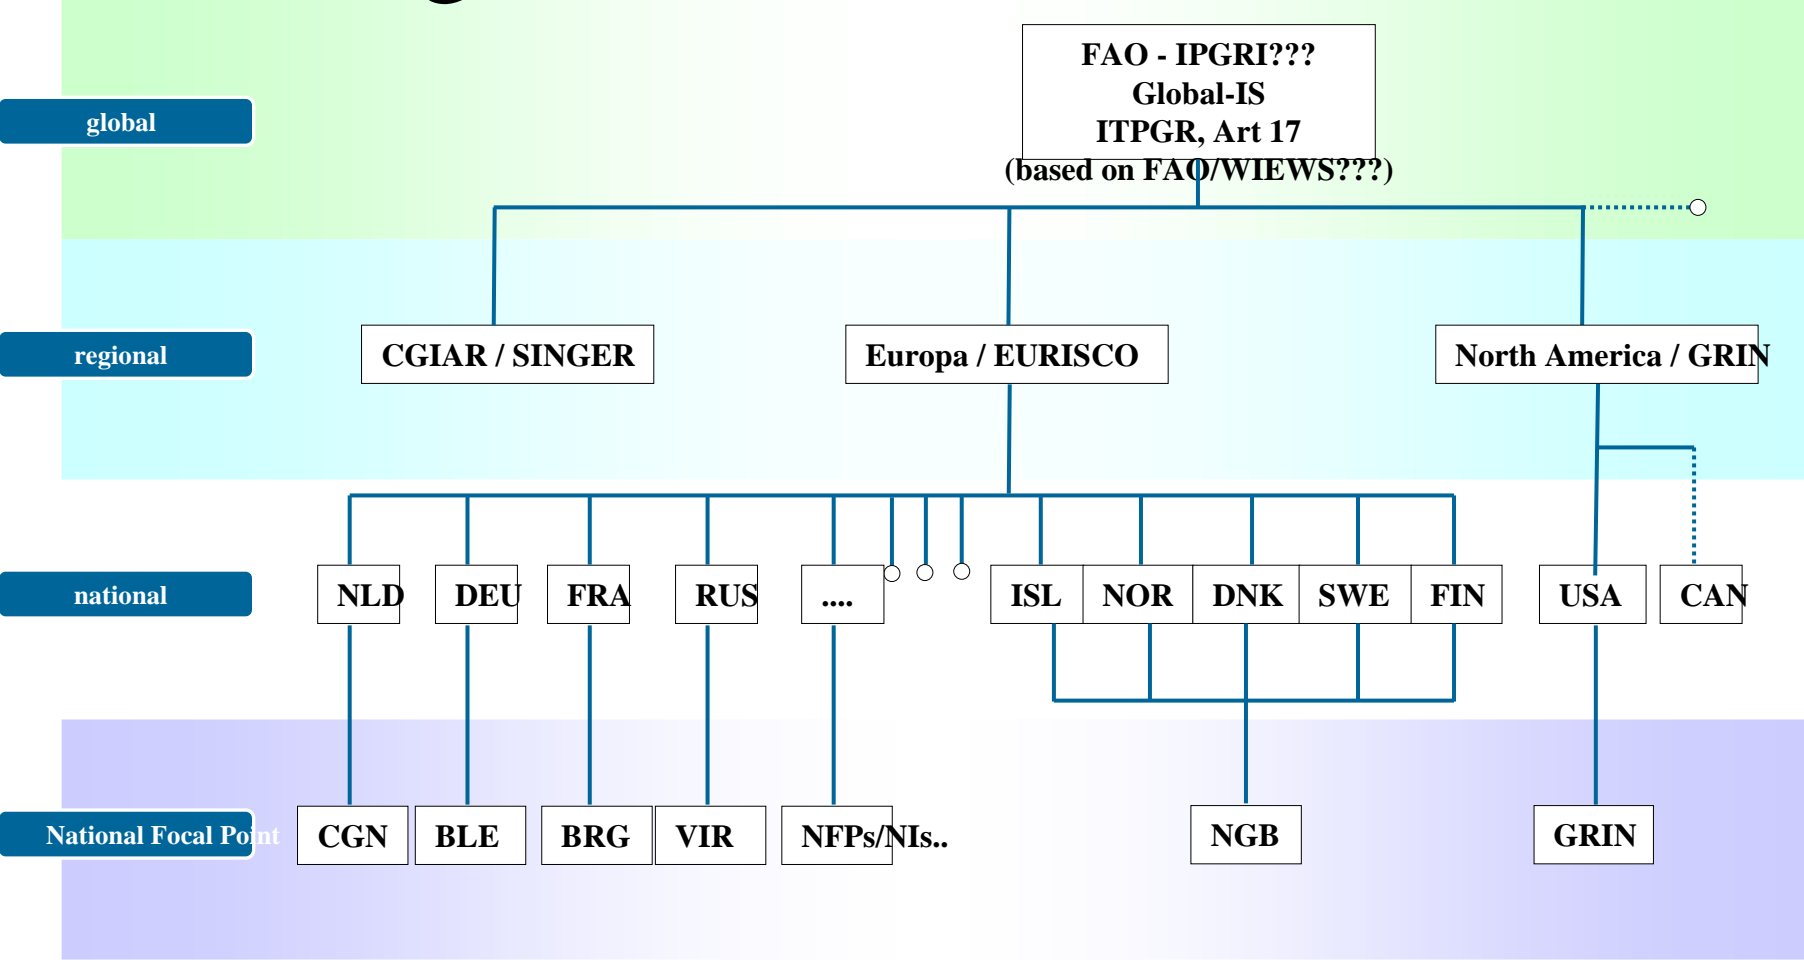 FAO - IPGRI???
Global-IS
ITPGR, Art 17
(based on FAO/WIEWS???)
global
regional
CGIAR / SINGER
Europa / EURISCO
North America / GRIN
national
NLD
DEU
FRA
RUS
....
ISL
NOR
DNK
SWE
FIN
USA
CAN
National Focal Point
CGN
BLE
BRG
VIR
NFPs/NIs..
NGB
GRIN